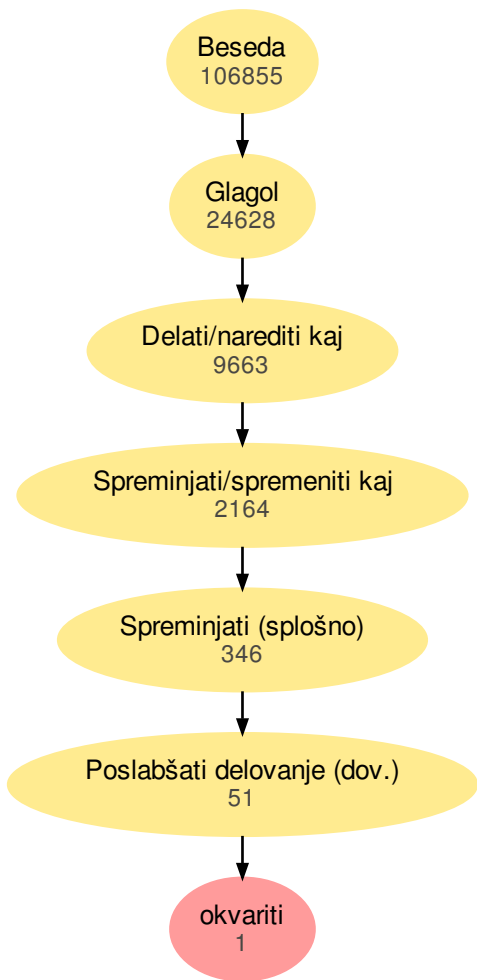 Beseda
106855
Glagol
24628
Delati/narediti kaj
9663
Spreminjati/spremeniti kaj
2164
Spreminjati (splošno)
346
Poslabšati delovanje (dov.)
51
okvariti
1